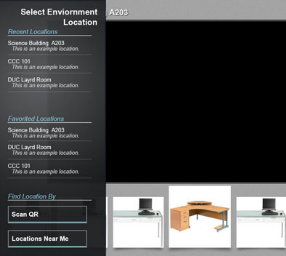 Select Enviornment
Location
A203
Recent Locations
Science Building A203
This is an example location.
CCC 101
This is an example location.
DUC Layrd Room
This is an example location.
Favorited Locations
Science Building A203
This is an example location.
DUC Layrd Room
This is an example location.
CCC 101
This is an example location.
Find Location By
Scan QR
Locations Near Me